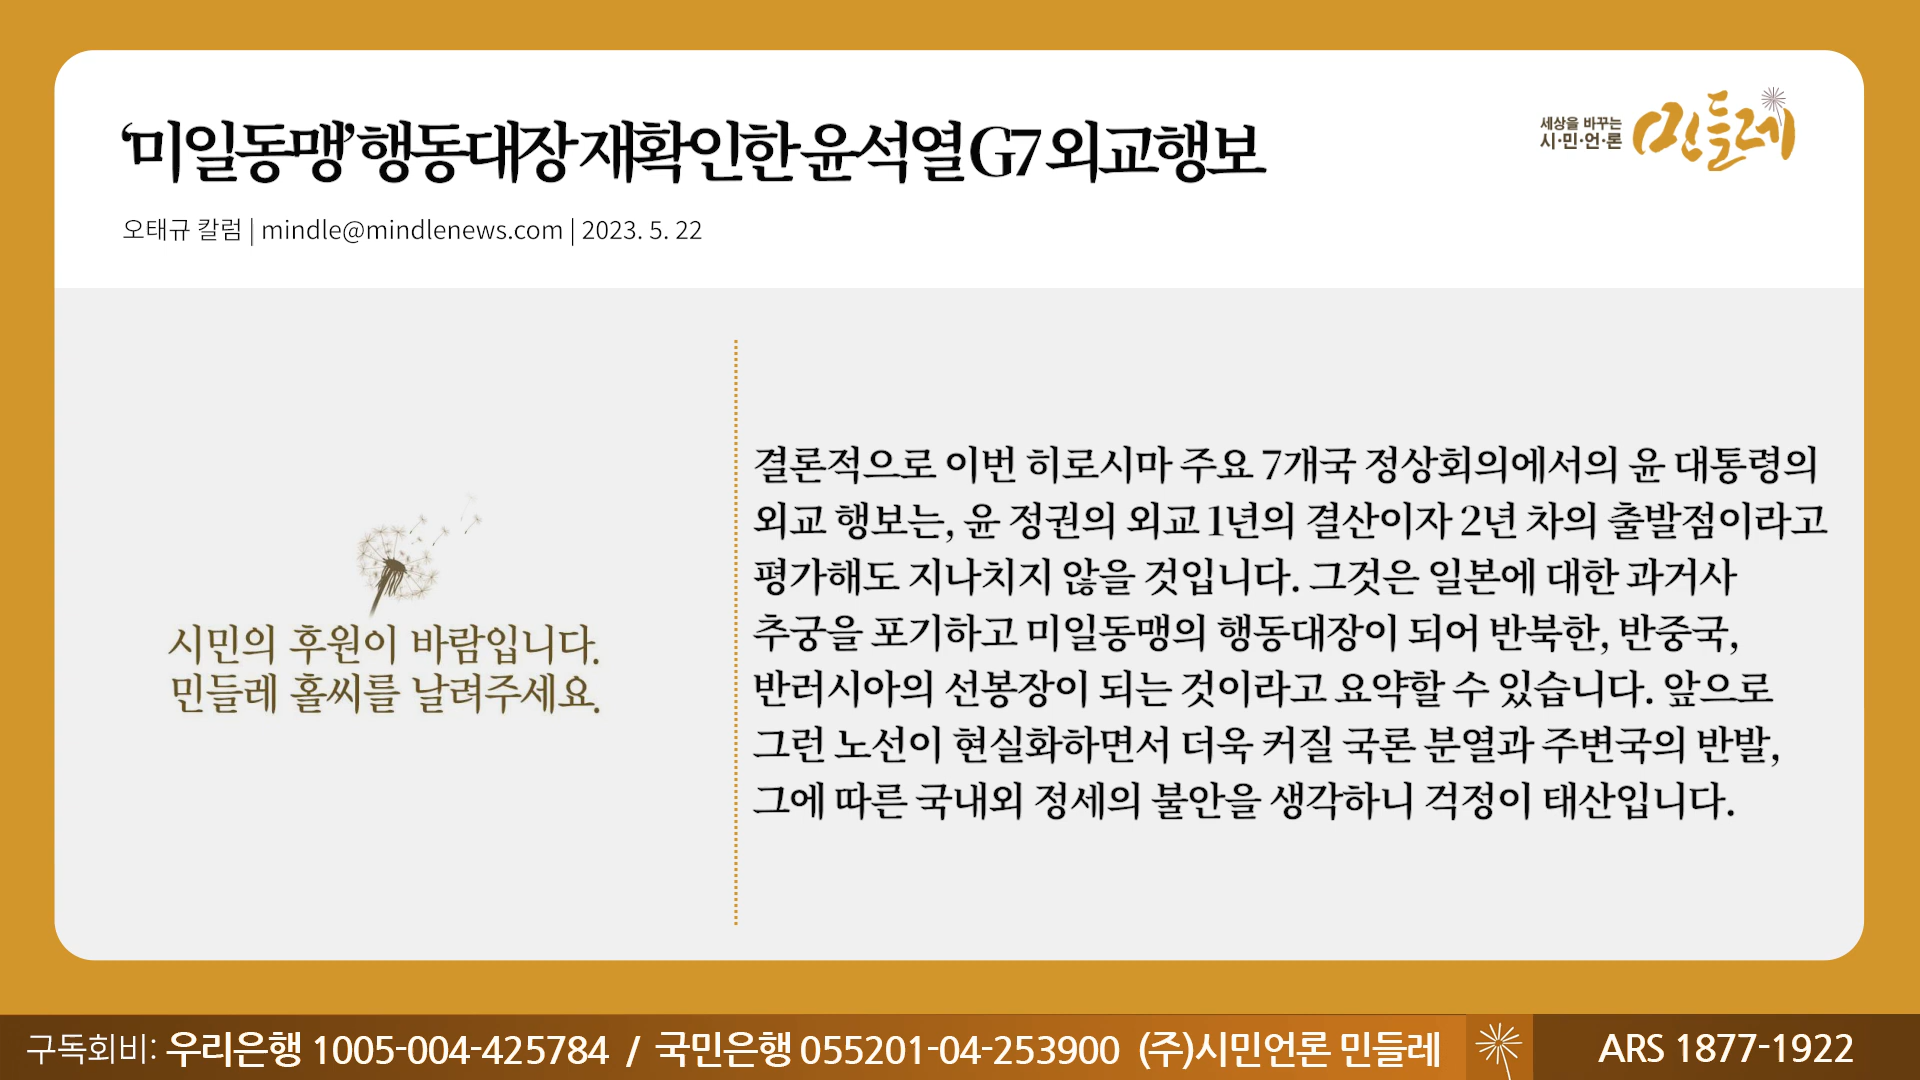 ‘미일동맹’ 행동대장 재확인한 윤석열 G7 외교행보
오태규 칼럼 | mindle@mindlenews.com | 2023. 5. 22
세상을 바꾸는
시·민·언·론
민들레
시민의 후원이 바람입니다.
민들레 홀씨를 날려주세요.
결론적으로 이번 히로시마 주요 7개국 정상회의에서의 윤 대통령의
외교 행보는, 윤 정권의 외교 1년의 결산이자 2년 차의 출발점이라고
평가해도 지나치지 않을 것입니다. 그것은 일본에 대한 과거사
추궁을 포기하고 미일동맹의 행동대장이 되어 반북한, 반중국,
반러시아의 선봉장이 되는 것이라고 요약할 수 있습니다. 앞으로
그런 노선이 현실화하면서 더욱 커질 국론 분열과 주변국의 반발,
그에 따른 국내외 정세의 불안을 생각하니 걱정이 태산입니다.
구독회비: 우리은행 1005-004-425784 / 국민은행 055201-04-253900 (주)시민언론 민들레
ARS 1877-1922